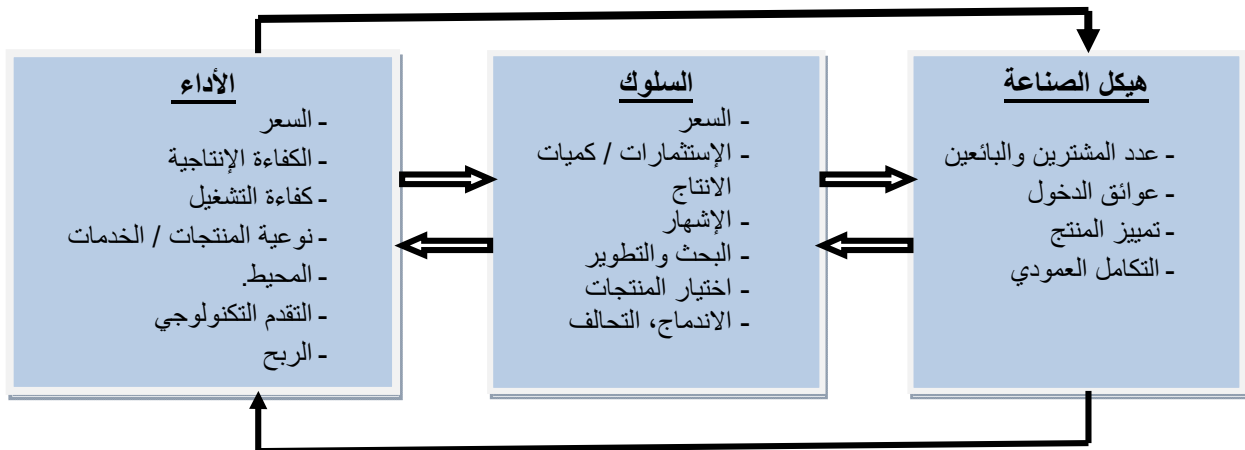 هيكل الصناعة
- عدد المشترين والبائعين
- عوائق الدخول
- تمييز المنتج
- التكامل العمودي
السلوك
- السعر
- الإستثمارات / كميات
الانتاج
- الإشهار
- البحث والتطوير
- اختيار المنتجات
- الاندماج، التحالف
الأداء
- السعر
- الكفاءة الإنتاجية
- كفاءة التشغيل
- نوعية المنتجات / الخدمات
- المحيط.
- التقدم التكنولوجي
- الربح